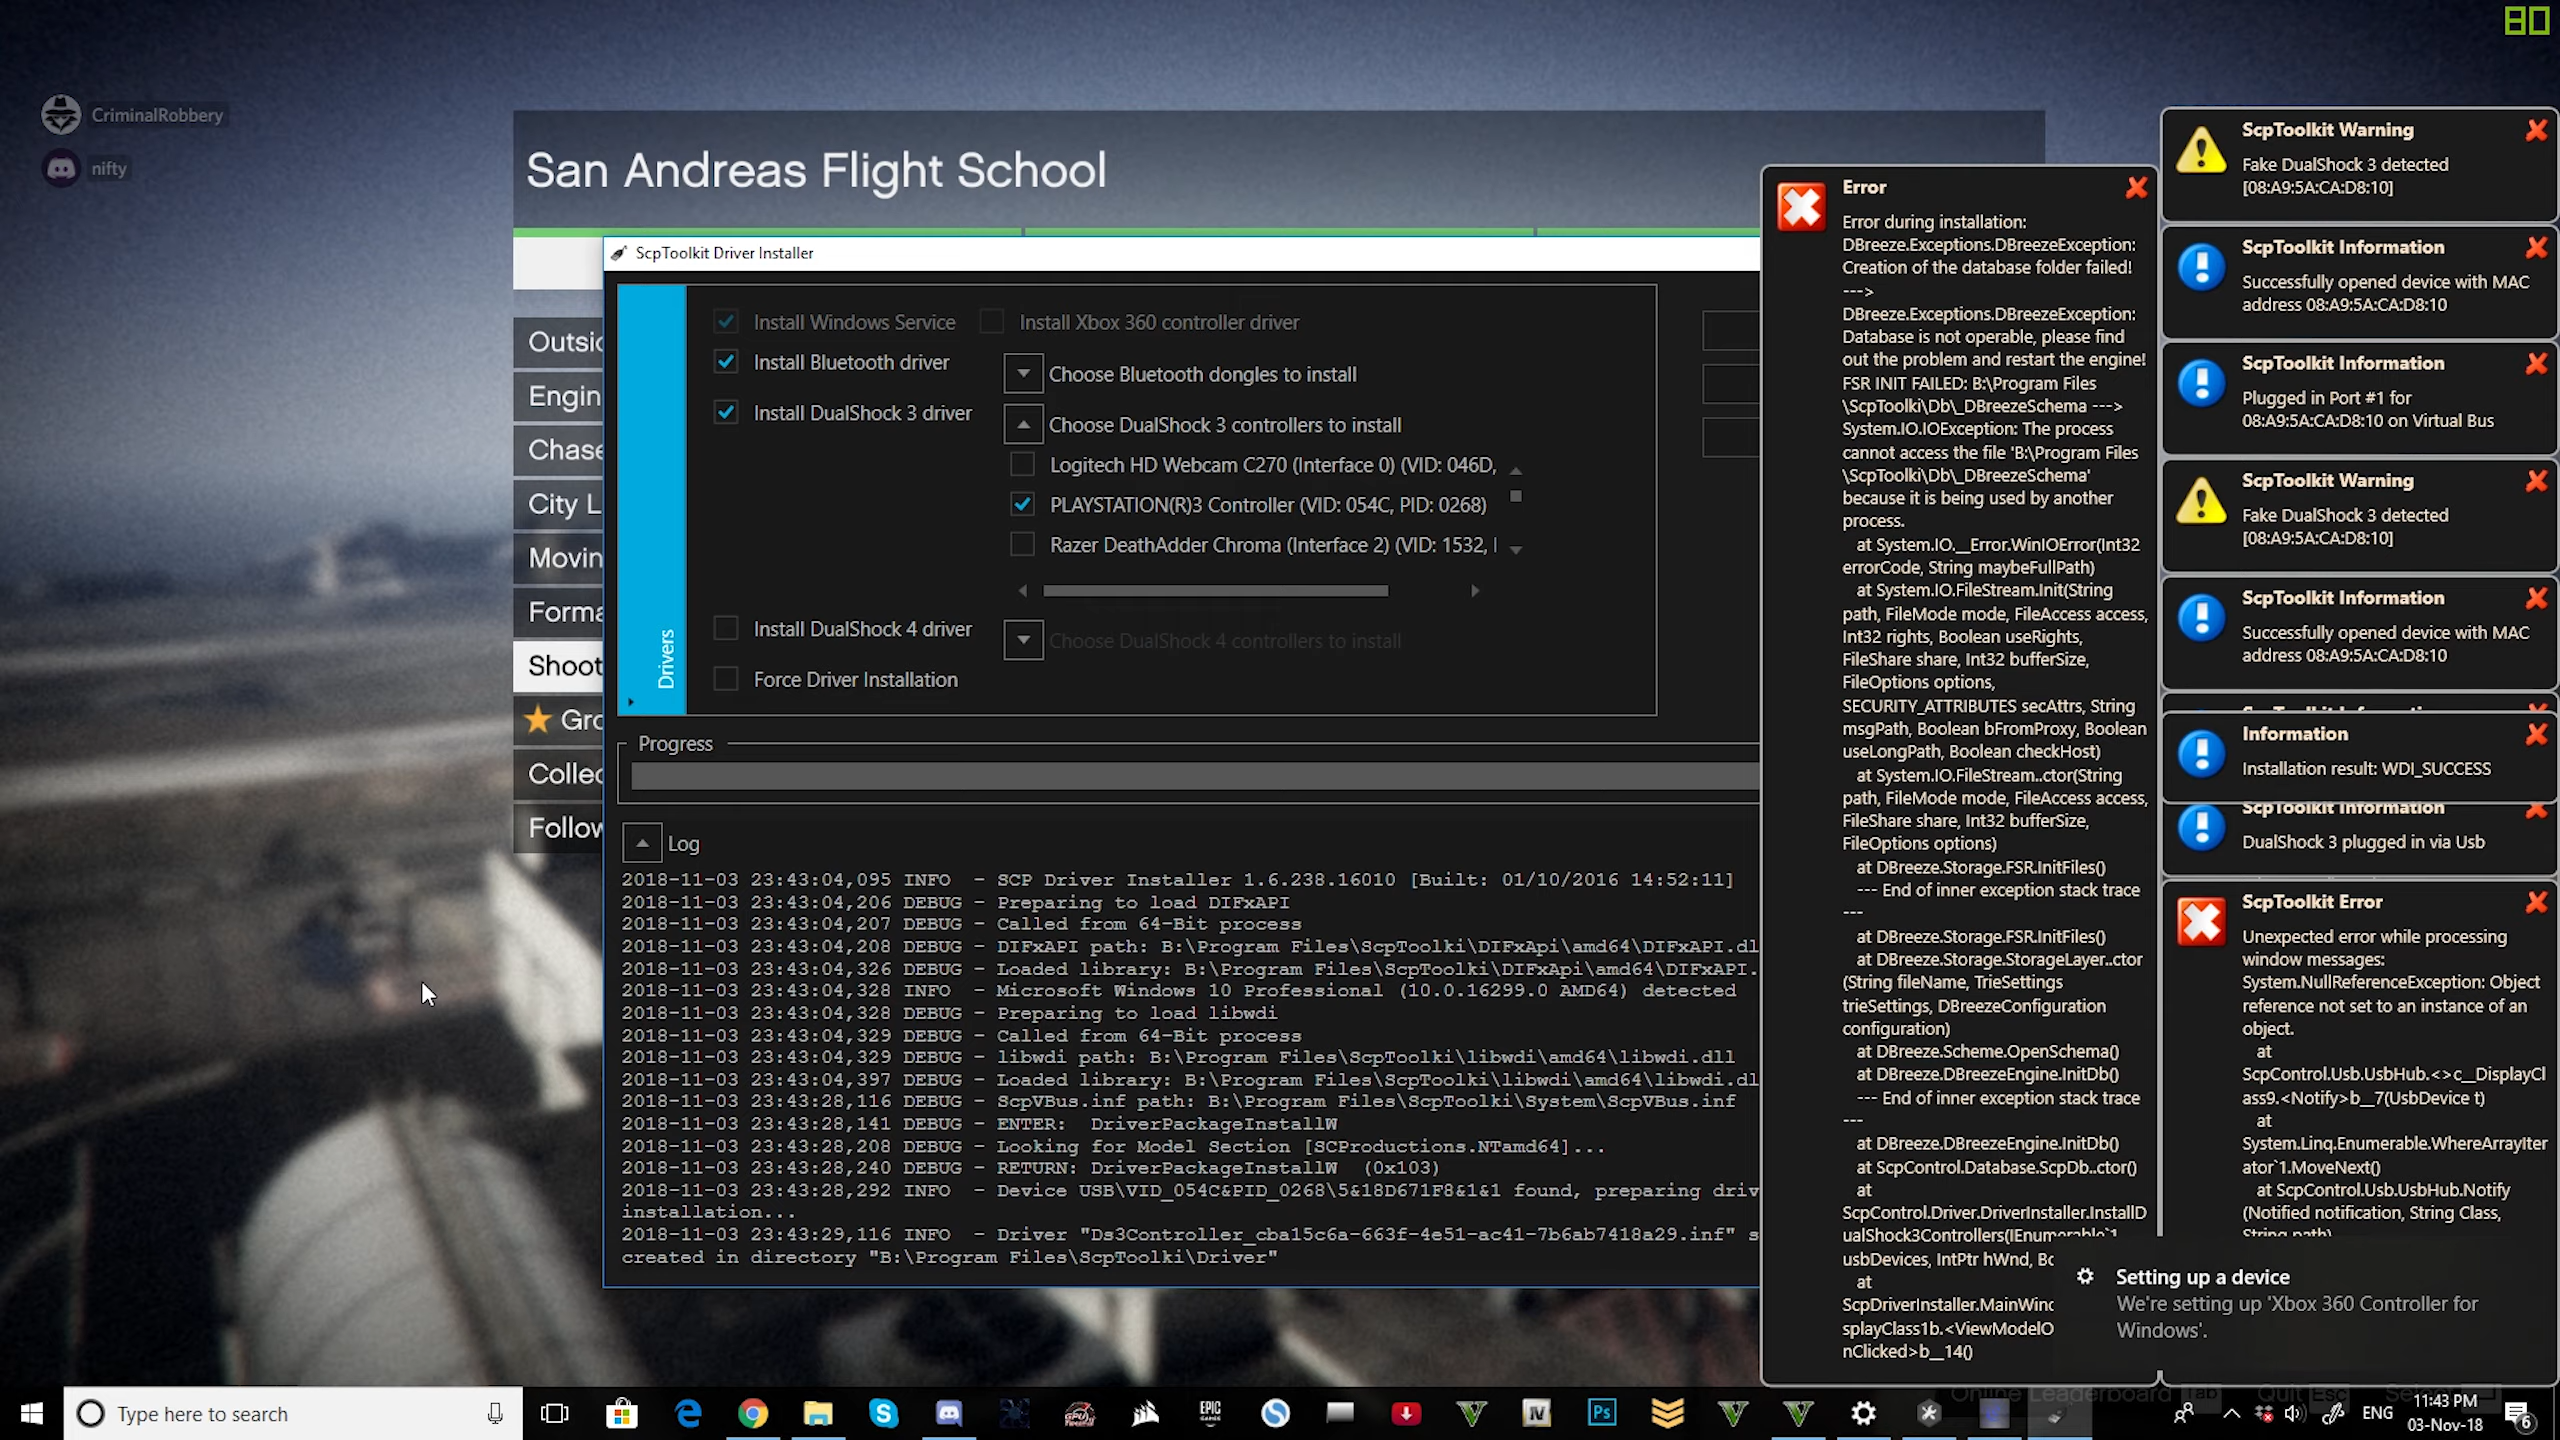 80
CriminalRobbery
nifty
San Andreas Flight School
Outsic
Engin
Chase
City L
Movin
Forma
Shoot
Gro
Collec
Follow
ScpToolkit Driver Installer
Drivers
Install Windows Service
Install Xbox 360 controller driver
Install Bluetooth driver
Choose Bluetooth dongles to install
Install DualShock 3 driver
Choose DualShock 3 controllers to install
Logitech HD Webcam C270 (Interface 0) (VID: 046D,
PLAYSTATION(R)3 Controller (VID: 054C, PID: 0268)
Razer DeathAdder Chroma (Interface 2) (VID: 1532, I
Install DualShock 4 driver
Choose DualShock 4 controllers to install
Force Driver Installation
Progress
Log
2018-11-03 23:43:04,095 INFO  - SCP Driver Installer 1.6.238.16010 [Built: 01/10/2016 14:52:11]
2018-11-03 23:43:04,206 DEBUG - Preparing to load DIFxAPI
2018-11-03 23:43:04,207 DEBUG - Called from 64-Bit process
2018-11-03 23:43:04,208 DEBUG - DIFxAPI path: B:\Program Files\ScpToolki\DIFxApi\amd64\DIFxAPI.dl
2018-11-03 23:43:04,326 DEBUG - Loaded library: B:\Program Files\ScpToolki\DIFxApi\amd64\DIFxAPI.
2018-11-03 23:43:04,328 INFO  - Microsoft Windows 10 Professional (10.0.16299.0 AMD64) detected
2018-11-03 23:43:04,328 DEBUG - Preparing to load libwdi
2018-11-03 23:43:04,329 DEBUG - Called from 64-Bit process
2018-11-03 23:43:04,329 DEBUG - libwdi path: B:\Program Files\ScpToolki\libwdi\amd64\libwdi.dll
2018-11-03 23:43:04,397 DEBUG - Loaded library: B:\Program Files\ScpToolki\libwdi\amd64\libwdi.dl
2018-11-03 23:43:28,116 DEBUG - ScpVBus.inf path: B:\Program Files\ScpToolki\System\ScpVBus.inf
2018-11-03 23:43:28,141 DEBUG - ENTER:  DriverPackageInstallW
2018-11-03 23:43:28,208 DEBUG - Looking for Model Section [SCProductions.NTamd64]...
2018-11-03 23:43:28,240 DEBUG - RETURN: DriverPackageInstallW  (0x103)
2018-11-03 23:43:28,292 INFO  - Device USB\VID_054C&PID_0268\5&18D671F8&1&1 found, preparing driv
installation...
2018-11-03 23:43:29,116 INFO  - Driver "Ds3Controller_cba15c6a-663f-4e51-ac41-7b6ab7418a29.inf" s
created in directory "B:\Program Files\ScpToolki\Driver"
Error
Error during installation:
DBreeze.Exceptions.DBreezeException:
Creation of the database folder failed!
--->
DBreeze.Exceptions.DBreezeException:
Database is not operable, please find
out the problem and restart the engine!
FSR INIT FAILED: B:\Program Files
\ScpToolki\Db\_DBreezeSchema --->
System.IO.IOException: The process
cannot access the file 'B:\Program Files
\ScpToolki\Db\_DBreezeSchema'
because it is being used by another
process.
at System.IO.__Error.WinIOError(Int32
errorCode, String maybeFullPath)
at System.IO.FileStream.Init(String
path, FileMode mode, FileAccess access,
Int32 rights, Boolean useRights,
FileShare share, Int32 bufferSize,
FileOptions options,
SECURITY_ATTRIBUTES secAttrs, String
msgPath, Boolean bFromProxy, Boolean
useLongPath, Boolean checkHost)
at System.IO.FileStream..ctor(String
path, FileMode mode, FileAccess access,
FileShare share, Int32 bufferSize,
FileOptions options)
at DBreeze.Storage.FSR.InitFiles()
--- End of inner exception stack trace
---
at DBreeze.Storage.FSR.InitFiles()
at DBreeze.Storage.StorageLayer..ctor
(String fileName, TrieSettings
trieSettings, DBreezeConfiguration
configuration)
at DBreeze.Scheme.OpenSchema()
at DBreeze.DBreezeEngine.InitDb()
--- End of inner exception stack trace
---
at DBreeze.DBreezeEngine.InitDb()
at ScpControl.Database.ScpDb..ctor()
at
ScpControl.Driver.DriverInstaller.InstallD
ualShock3Controllers(IEnumerable`1
usbDevices, IntPtr hWnd, Bc
at
ScpDriverInstaller.MainWinc
splayClass1b.<ViewModelO
nClicked>b__14()
ScpToolkit Warning
Fake DualShock 3 detected
[08:A9:5A:CA:D8:10]
ScpToolkit Information
Successfully opened device with MAC
address 08:A9:5A:CA:D8:10
ScpToolkit Information
Plugged in Port #1 for
08:A9:5A:CA:D8:10 on Virtual Bus
ScpToolkit Warning
Fake DualShock 3 detected
[08:A9:5A:CA:D8:10]
ScpToolkit Information
Successfully opened device with MAC
address 08:A9:5A:CA:D8:10
Information
Installation result: WDI_SUCCESS
ScpToolkit Information
DualShock 3 plugged in via Usb
ScpToolkit Error
Unexpected error while processing
window messages:
System.NullReferenceException: Object
reference not set to an instance of an
object.
at
ScpControl.Usb.UsbHub.<>c__DisplayCl
ass9.<Notify>b__7(UsbDevice t)
at
System.Linq.Enumerable.WhereArrayIter
ator`1.MoveNext()
at ScpControl.Usb.UsbHub.Notify
(Notified notification, String Class,
String path)
Setting up a device
We're setting up 'Xbox 360 Controller for
Windows'.
Online Leaderboard Tab Quit Esc
Type here to search
EPIC
GAMES
IV
Ps
ENG
11:43 PM
03-Nov-18
6